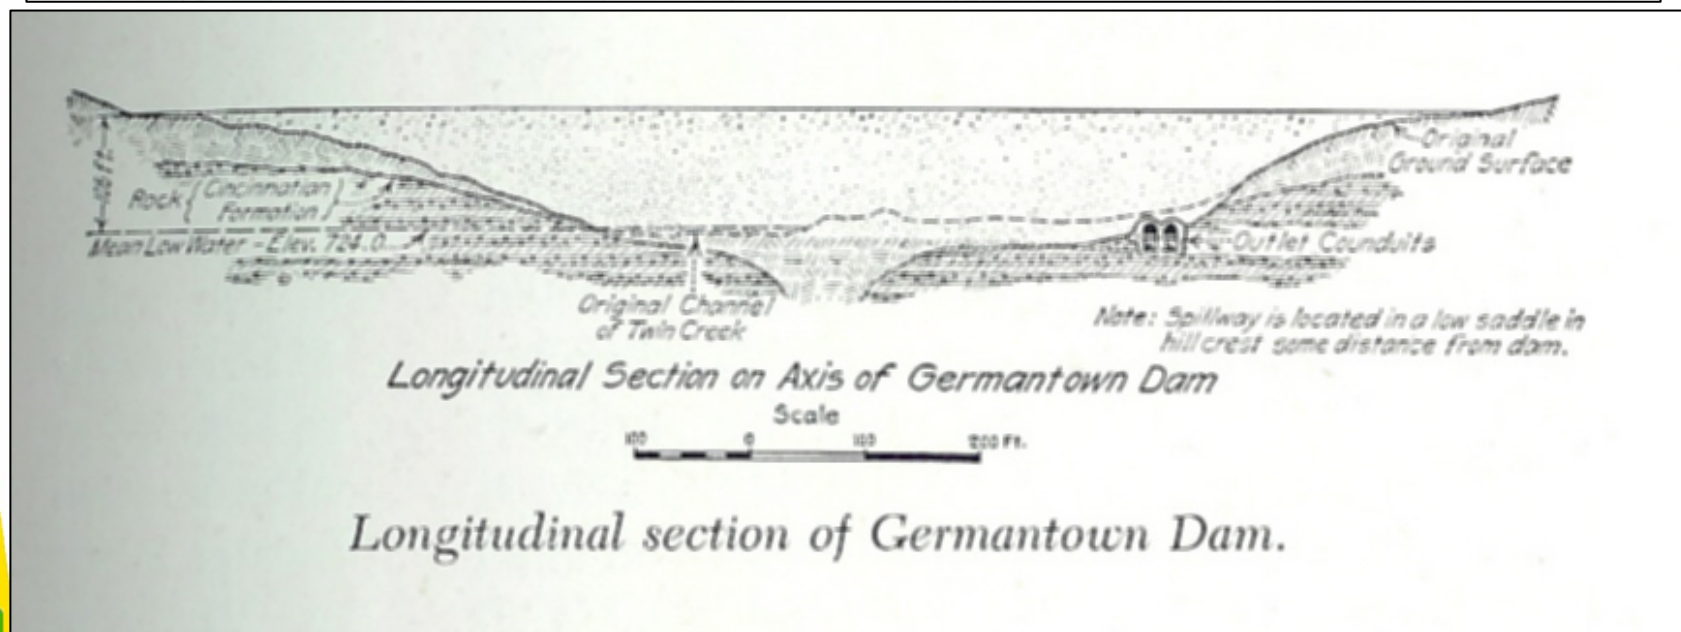 Original
Ground Surface
Rock { Cincinnation
Formation }
Mean Low Water - Elev. 724.0
Outlet Counduits
Original Channel
of Twin Creek
Note: Spillway is located in a low saddle in
hill crest some distance from dam.
Longitudinal Section on Axis of Germantown Dam
Scale
100 0 100 200 Ft.
Longitudinal section of Germantown Dam.